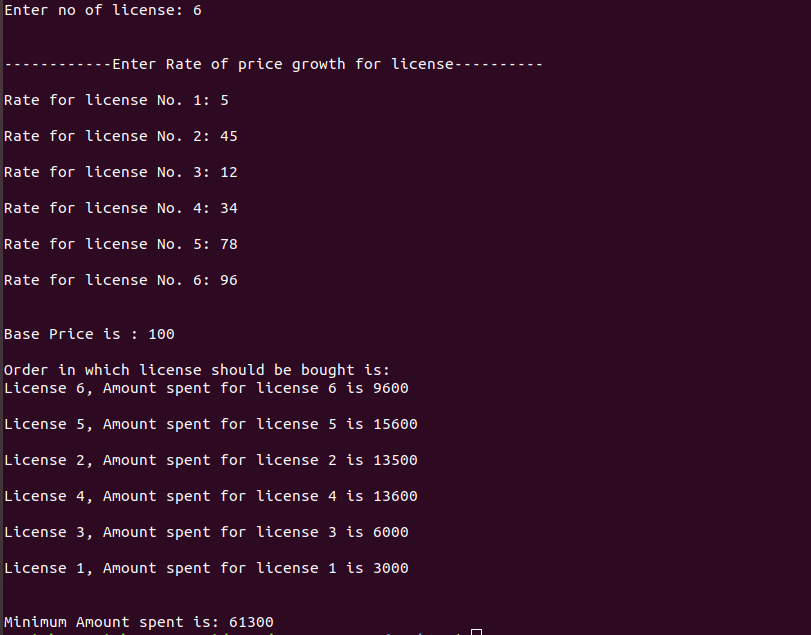 Enter no of license: 6
------------Enter Rate of price growth for license----------
Rate for license No. 1: 5
Rate for license No. 2: 45
Rate for license No. 3: 12
Rate for license No. 4: 34
Rate for license No. 5: 78
Rate for license No. 6: 96
Base Price is : 100
Order in which license should be bought is:
License 6, Amount spent for license 6 is 9600
License 5, Amount spent for license 5 is 15600
License 2, Amount spent for license 2 is 13500
License 4, Amount spent for license 4 is 13600
License 3, Amount spent for license 3 is 6000
License 1, Amount spent for license 1 is 3000
Minimum Amount spent is: 61300